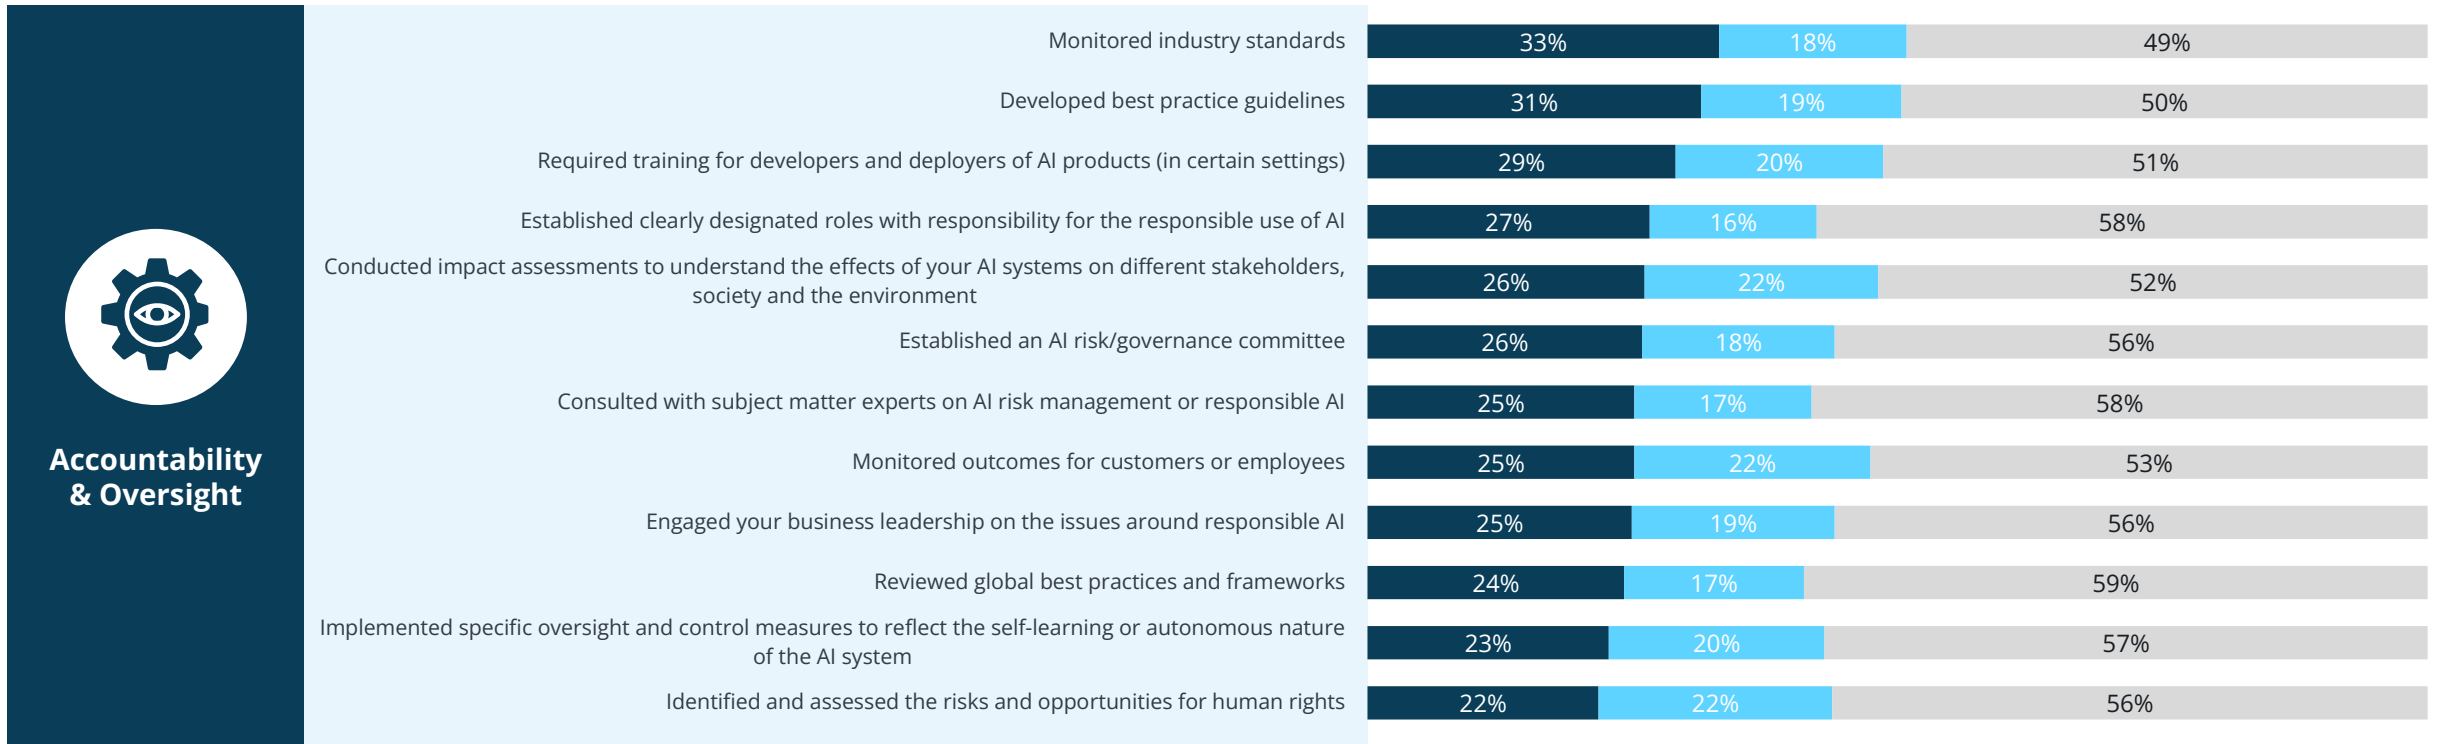 Accountability
& Oversight
Monitored industry standards
33%
18%
49%
Developed best practice guidelines
31%
19%
50%
Required training for developers and deployers of AI products (in certain settings)
29%
20%
51%
Established clearly designated roles with responsibility for the responsible use of AI
27%
16%
58%
Conducted impact assessments to understand the effects of your AI systems on different stakeholders,
society and the environment
26%
22%
52%
Established an AI risk/governance committee
26%
18%
56%
Consulted with subject matter experts on AI risk management or responsible AI
25%
17%
58%
Monitored outcomes for customers or employees
25%
22%
53%
Engaged your business leadership on the issues around responsible AI
25%
19%
56%
Reviewed global best practices and frameworks
24%
17%
59%
Implemented specific oversight and control measures to reflect the self-learning or autonomous nature
of the AI system
23%
20%
57%
Identified and assessed the risks and opportunities for human rights
22%
22%
56%